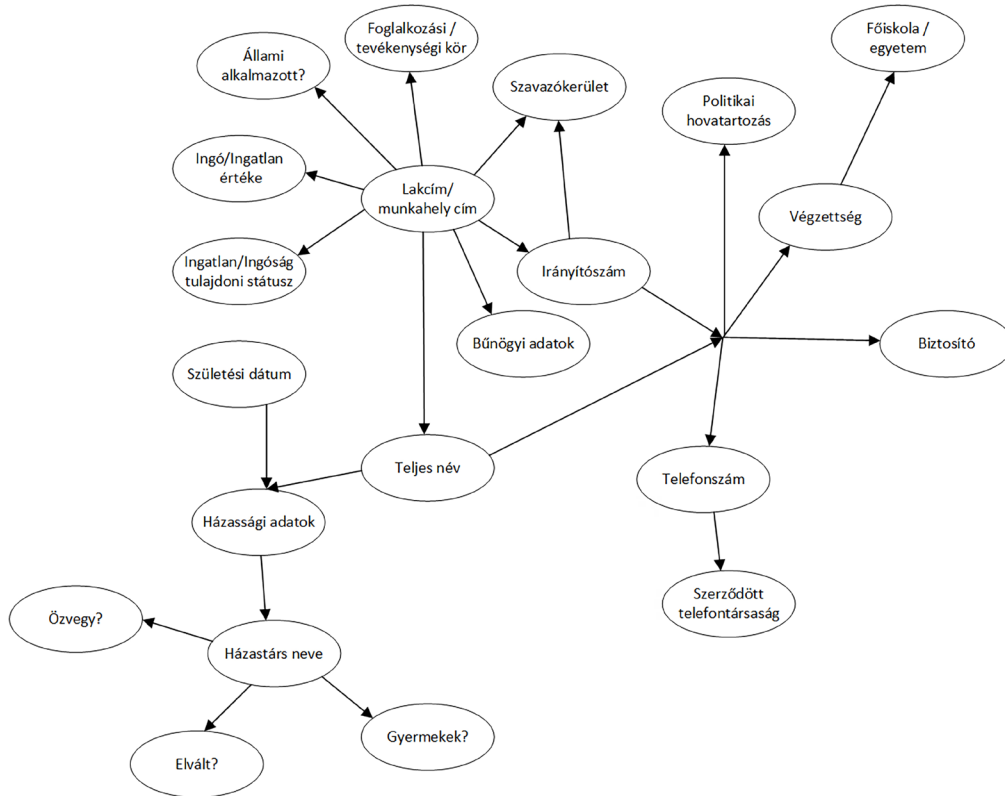 Foglalkozási /
tevékenységi kör
Főiskola /
egyetem
Állami
alkalmazott?
Szavazókerület
Politikai
hovatartozás
Ingó/Ingatlan
értéke
Lakcím/
munkahely cím
Végzettség
Ingatlan/Ingóság
tulajdoni státusz
Irányítószám
Bűnögyi adatok
Biztosító
Születési dátum
Teljes név
Telefonszám
Házassági adatok
Szerződött
telefontársaság
Özvegy?
Házastárs neve
Gyermekek?
Elvált?